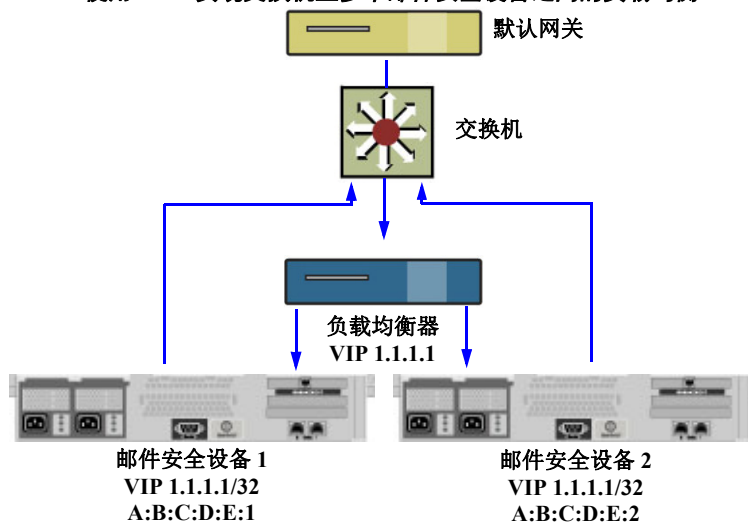 默认网关
交换机
负载均衡器
VIP 1.1.1.1
邮件安全设备 1
VIP 1.1.1.1/32
A:B:C:D:E:1
邮件安全设备 2
VIP 1.1.1.1/32
A:B:C:D:E:2